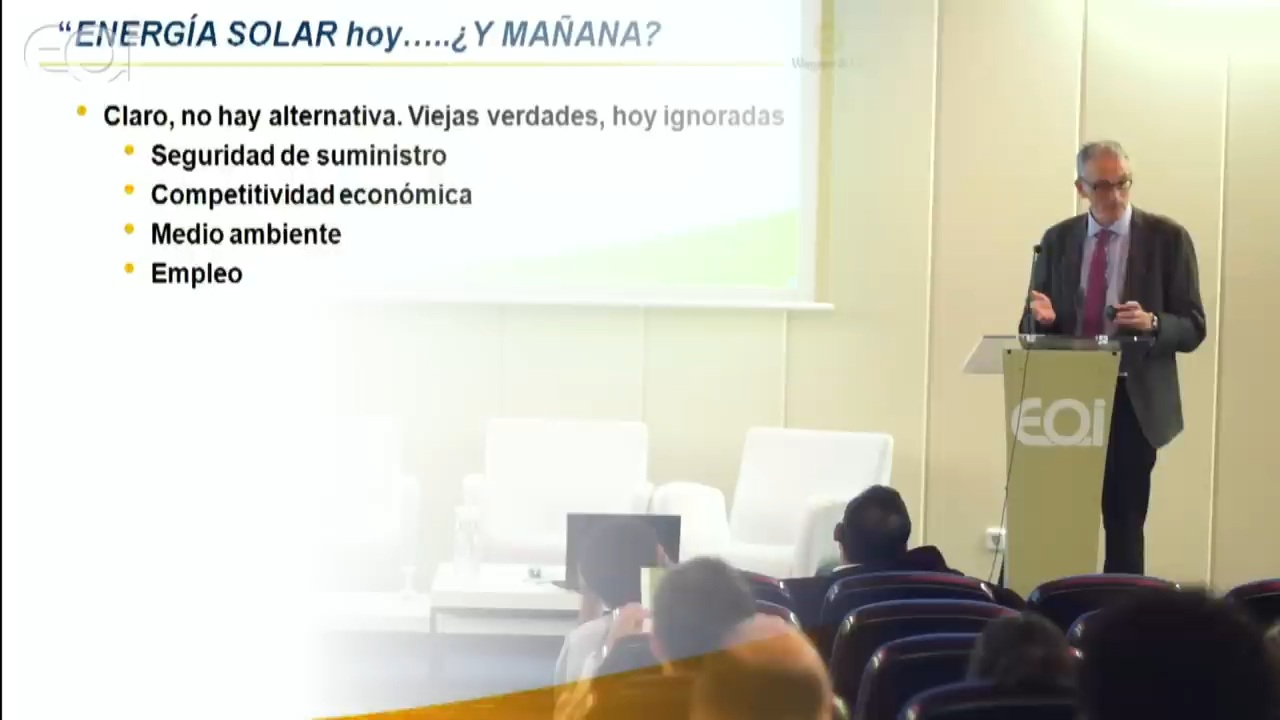 “ENERGÍA SOLAR hoy…..¿Y MAÑANA?
EOI
Claro, no hay alternativa. Viejas verdades, hoy ignoradas
Seguridad de suministro
Competitividad económica
Medio ambiente
Empleo
EOI